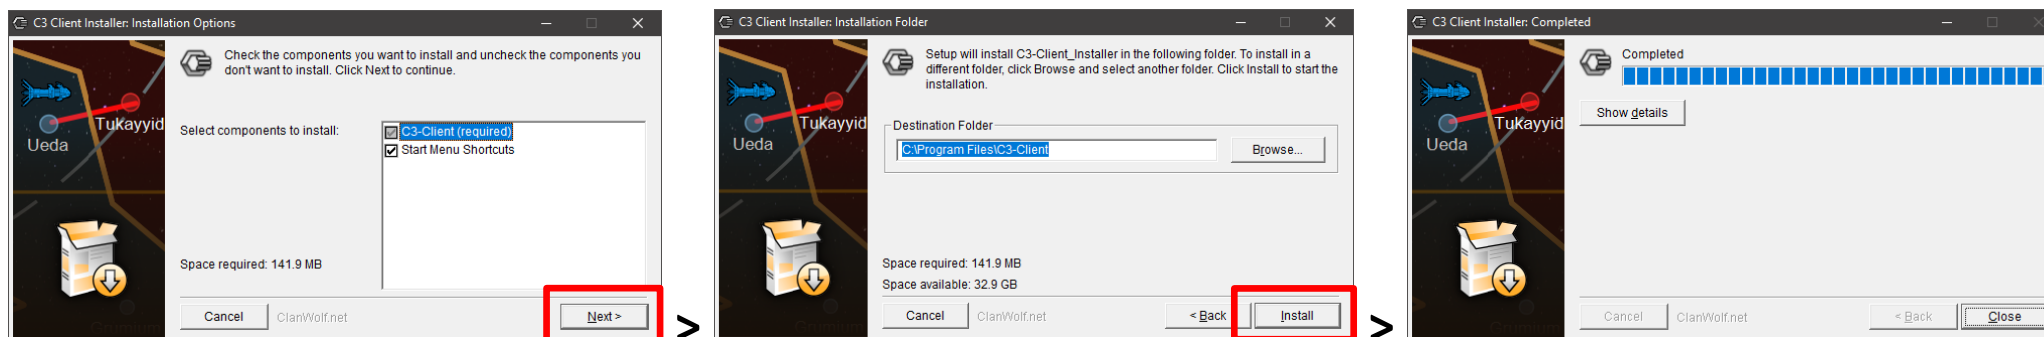 C3 Client Installer: Installation Options
Check the components you want to install and uncheck the components you
don't want to install. Click Next to continue.
Tukayyid
Ueda
Select components to install:
C3-Client (required)
Start Menu Shortcuts
Space required: 141.9 MB
Cancel
ClanWolf.net
Next >
>
C3 Client Installer: Installation Folder
Setup will install C3-Client_Installer in the following folder. To install in a
different folder, click Browse and select another folder. Click Install to start the
installation.
Tukayyid
Ueda
Destination Folder
C:\Program Files\C3-Client
Browse...
Space required: 141.9 MB
Space available: 32.9 GB
Cancel
ClanWolf.net
< Back
Install
>
C3 Client Installer: Completed
Completed
Tukayyid
Ueda
Show details
Cancel
ClanWolf.net
< Back
Close